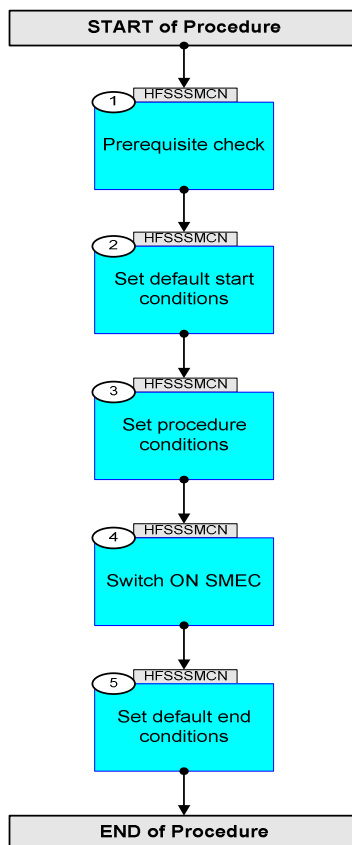 START of Procedure
HFSSSMCN
1
Prerequisite check
HFSSSMCN
2
Set default start
conditions
HFSSSMCN
3
Set procedure
conditions
HFSSSMCN
4
Switch ON SMEC
HFSSSMCN
5
Set default end
conditions
END of Procedure